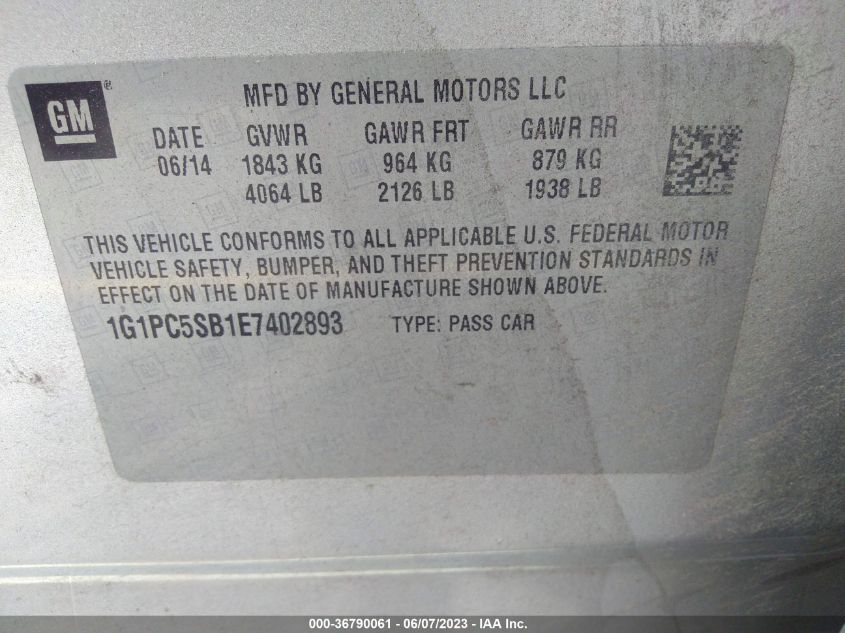 GM ®
MFD BY GENERAL MOTORS LLC
DATE GVWR GAWR FRT GAWR RR
06/14 1843 KG 964 KG 879 KG
4064 LB 2126 LB 1938 LB
THIS VEHICLE CONFORMS TO ALL APPLICABLE U.S. FEDERAL MOTOR
VEHICLE SAFETY, BUMPER, AND THEFT PREVENTION STANDARDS IN
EFFECT ON THE DATE OF MANUFACTURE SHOWN ABOVE.
1G1PC5SB1E7402893 TYPE: PASS CAR
000-36790061 - 06/07/2023 - IAA Inc.